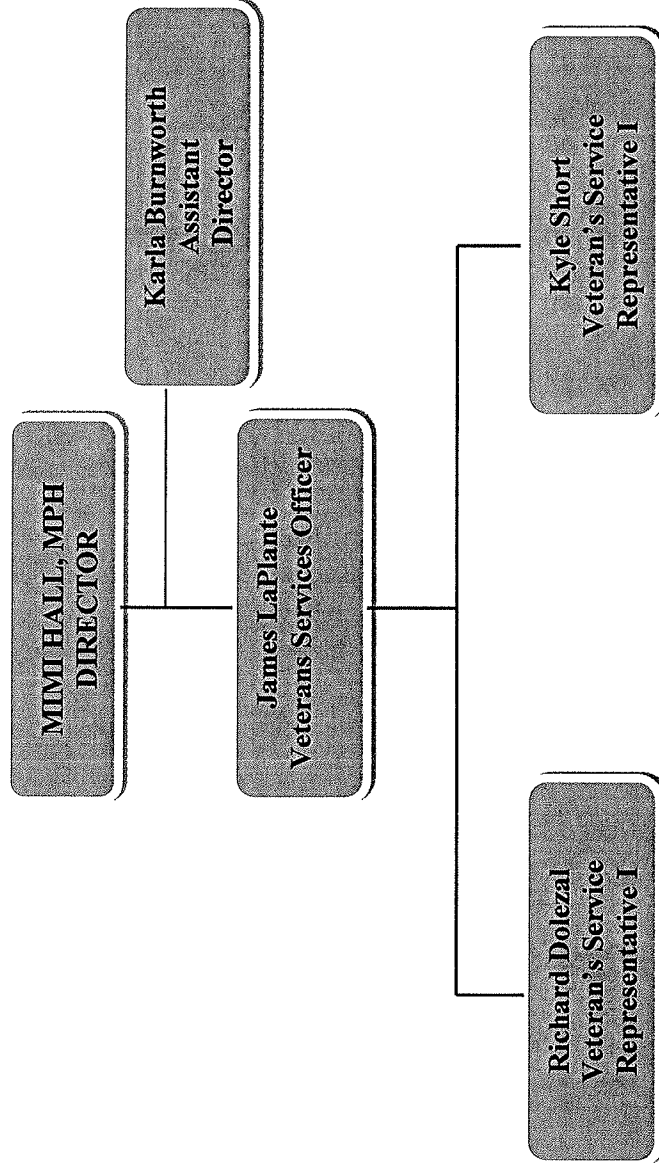 MIMI HALL, MPH
DIRECTOR
Karla Burnworth
Assistant
Director
James LaPlante
Veterans Services Officer
Richard Dolezal
Veteran's Service
Representative I
Kyle Short
Veteran's Service
Representative I